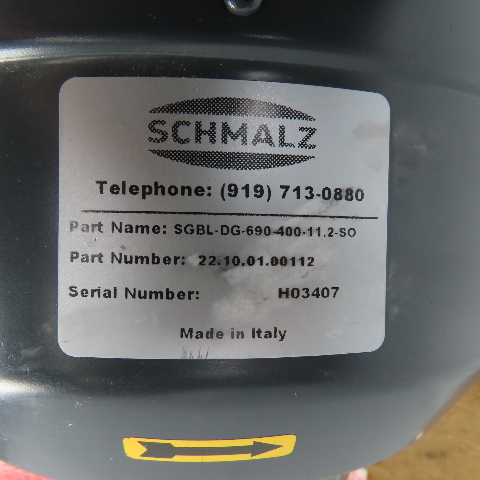 SCHMALZ
Telephone: (919) 713-0880
Part Name: SGBL-DG-690-400-11.2-SO
Part Number: 22.10.01.00112
Serial Number: H03407
Made in Italy